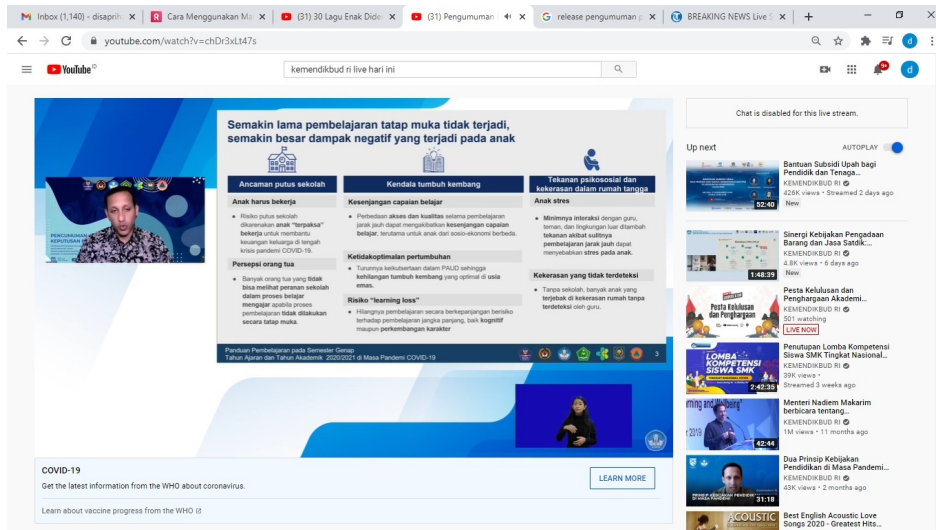 Inbox (1,140) - disaprih
Cara Menggunakan Ma
(31) 30 Lagu Enak Diden
(31) Pengumuman
release pengumuman p
BREAKING NEWS Live S
youtube.com/watch?v=chDr3xLt47s
d
YouTube ID
kemendikbud ri live hari ini
9+
d
Semakin lama pembelajaran tatap muka tidak terjadi,
semakin besar dampak negatif yang terjadi pada anak
Ancaman putus sekolah
Anak harus bekerja
Risiko putus sekolah
dikarenakan anak "terpaksa"
bekerja untuk membantu
keuangan keluarga di tengah
krisis pandemi COVID-19.
Persepsi orang tua
Banyak orang tua yang tidak
bisa melihat peranan sekolah
dalam proses belajar
mengajar apabila proses
pembelajaran tidak dilakukan
secara tatap muka.
Kendala tumbuh kembang
Kesenjangan capaian belajar
Perbedaan akses dan kualitas selama pembelajaran
jarak jauh dapat mengakibatkan kesenjangan capaian
belajar, terutama untuk anak dari sosio-ekonomi berbeda.
Ketidakoptimalan pertumbuhan
Turunnya keikutsertaan dalam PAUD sehingga
kehilangan tumbuh kembang yang optimal di usia
emas.
Risiko "learning loss"
Hilangnya pembelajaran secara berkepanjangan berisiko
terhadap pembelajaran jangka panjang, baik kognitif
maupun perkembangan karakter
Tekanan psikososial dan
kekerasan dalam rumah tangga
Anak stres
Minimnya interaksi dengan guru,
teman, dan lingkungan luar ditambah
tekanan akibat sulitnya
pembelajaran jarak jauh dapat
menyebabkan stres pada anak.
Kekerasan yang tidak terdeteksi
Tanpa sekolah, banyak anak yang
terjebak di kekerasan rumah tanpa
terdeteksi oleh guru.
Panduan Pembelajaran pada Semester Genap
Tahun Ajaran dan Tahun Akademik 2020/2021 di Masa Pandemi COVID-19
3
COVID-19
Get the latest information from the WHO about coronavirus.
LEARN MORE
Learn about vaccine progress from the WHO
Chat is disabled for this live stream.
Up next
AUTOPLAY
52:40
Bantuan Subsidi Upah bagi
Pendidik dan Tenaga...
KEMENDIKBUD RI
426K views • Streamed 2 days ago
New
1:48:39
Sinergi Kebijakan Pengadaan
Barang dan Jasa Satdik:...
KEMENDIKBUD RI
4.8K views • 6 days ago
New
Pesta Kelulusan
dan Penghargaan
Pesta Kelulusan dan
Penghargaan Akademi...
KEMENDIKBUD RI
501 watching
LIVE NOW
LOMBA
KOMPETENSI
SISWA SMK
2:42:35
Penutupan Lomba Kompetensi
Siswa SMK Tingkat Nasional...
KEMENDIKBUD RI
39K views •
Streamed 3 weeks ago
42:44
Menteri Nadiem Makarim
berbicara tentang...
KEMENDIKBUD RI
1M views • 11 months ago
31:18
Dua Prinsip Kebijakan
Pendidikan di Masa Pandemi...
KEMENDIKBUD RI
43K views • 2 months ago
ACOUSTIC
Best English Acoustic Love
Songs 2020 - Greatest Hits...